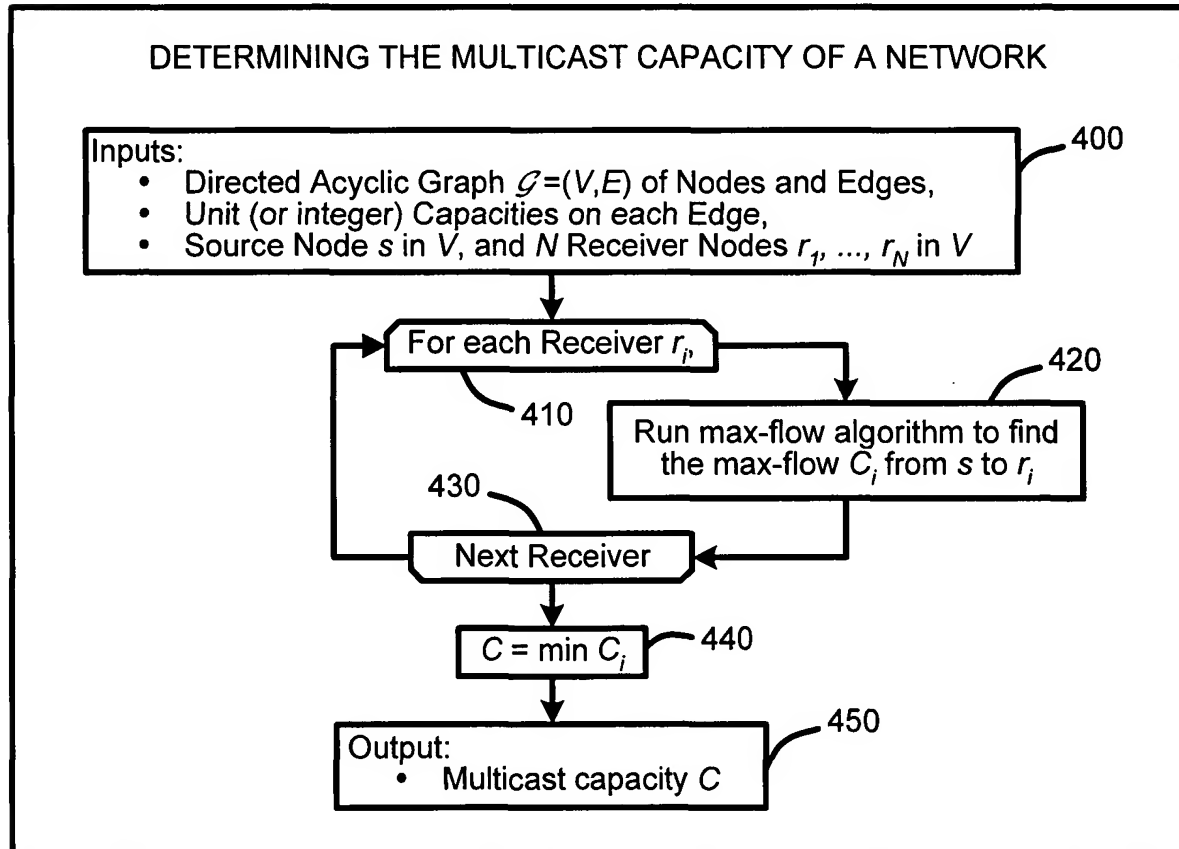 DETERMINING THE MULTICAST CAPACITY OF A NETWORK
400
Inputs:
• Directed Acyclic Graph 𝒢=(V,E) of Nodes and Edges,
• Unit (or integer) Capacities on each Edge,
• Source Node s in V, and N Receiver Nodes r₁, ..., r_N in V
For each Receiver rᵢ,
410
420
Run max-flow algorithm to find
the max-flow Cᵢ from s to rᵢ
430
Next Receiver
C = min Cᵢ
440
450
Output:
• Multicast capacity C